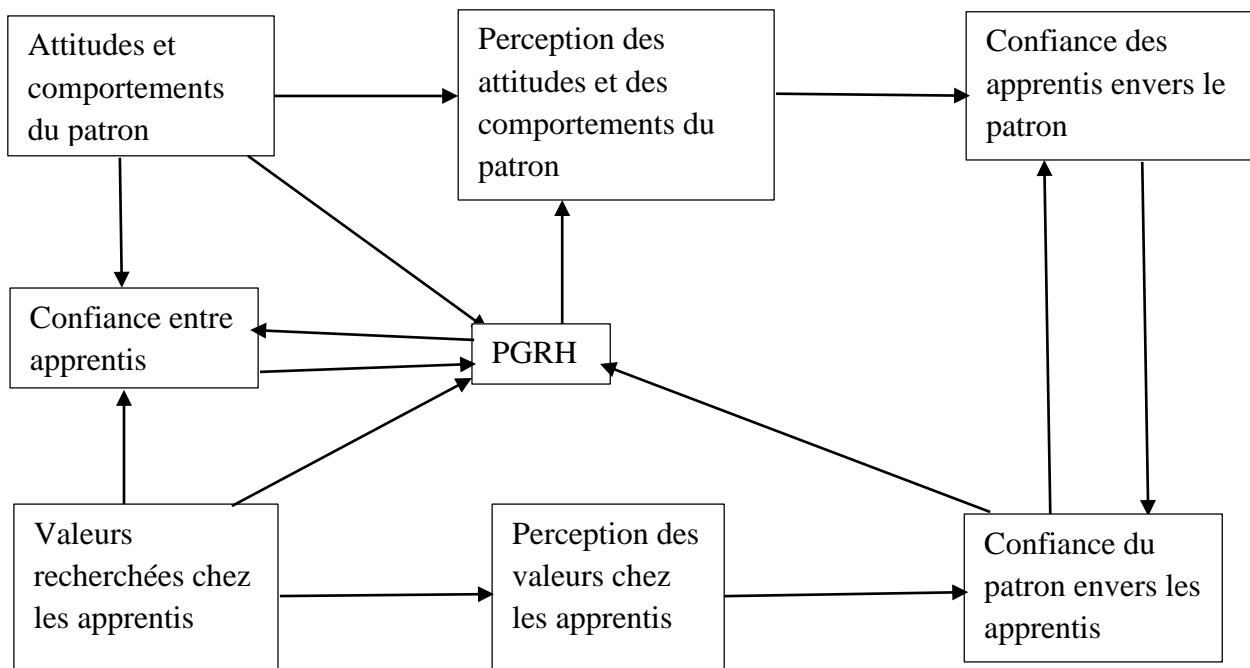 Attitudes et
comportements
du patron
Perception des
attitudes et des
comportements du
patron
Confiance des
apprentis envers le
patron
Confiance entre
apprentis
PGRH
Valeurs
recherchées chez
les apprentis
Perception des
valeurs chez
les apprentis
Confiance du
patron envers les
apprentis